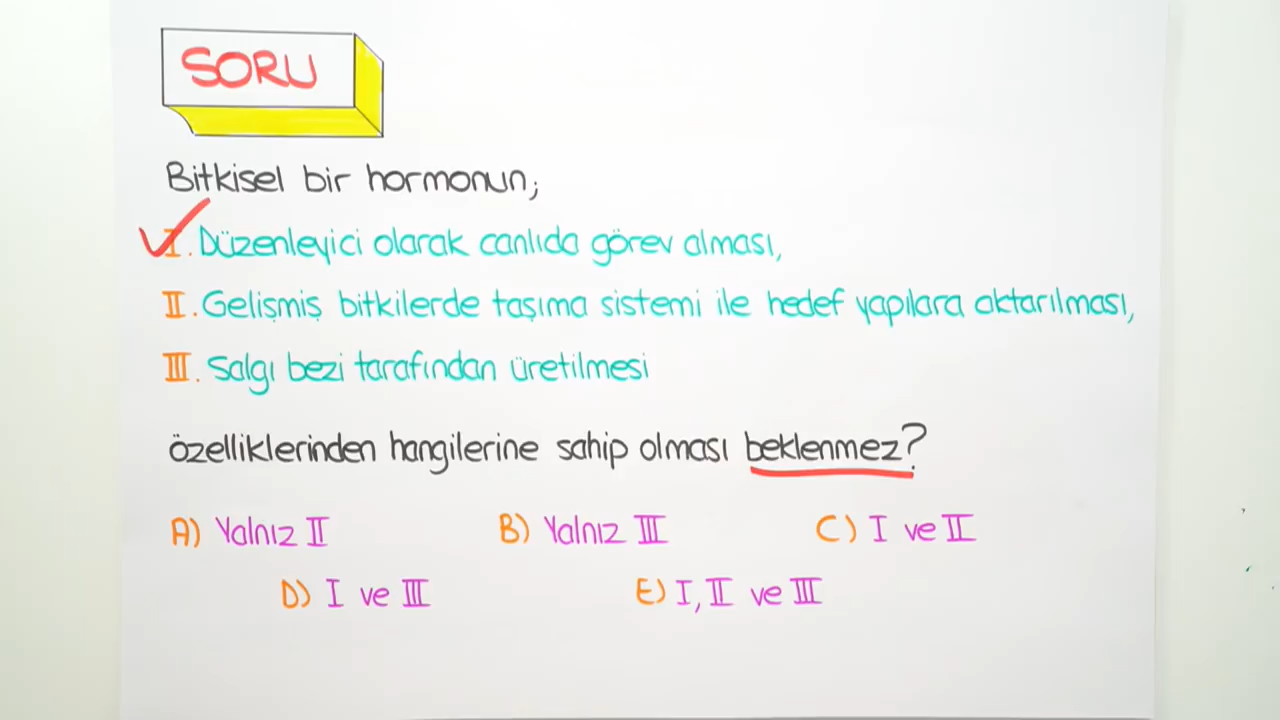 SORU
Bitkisel bir hormonun;
I. Düzenleyici olarak canlıda görev alması,
II. Gelişmiş bitkilerde taşıma sistemi ile hedef yapılara aktarılması,
III. Salgı bezi tarafından üretilmesi
özelliklerinden hangilerine sahip olması beklenmez?
A) Yalnız II B) Yalnız III C) I ve II
D) I ve III E) I, II ve III